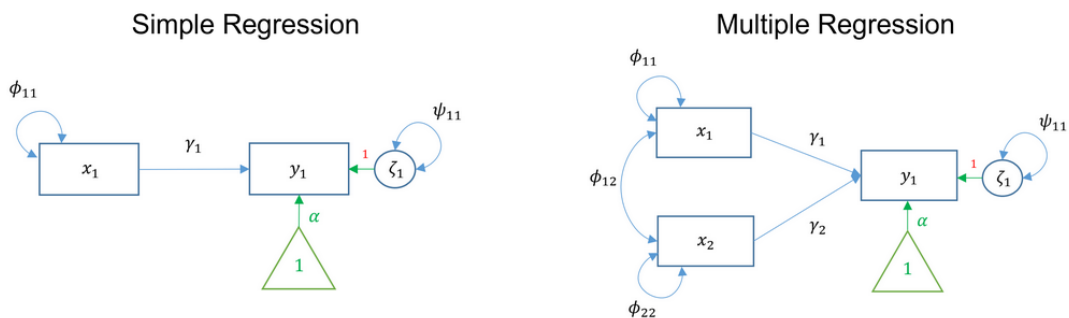 Simple Regression
ϕ₁₁
x₁
γ₁
y₁
1
ζ₁
ψ₁₁
α
1
Multiple Regression
ϕ₁₁
x₁
ϕ₁₂
x₂
ϕ₂₂
γ₁
γ₂
y₁
1
ζ₁
ψ₁₁
α
1